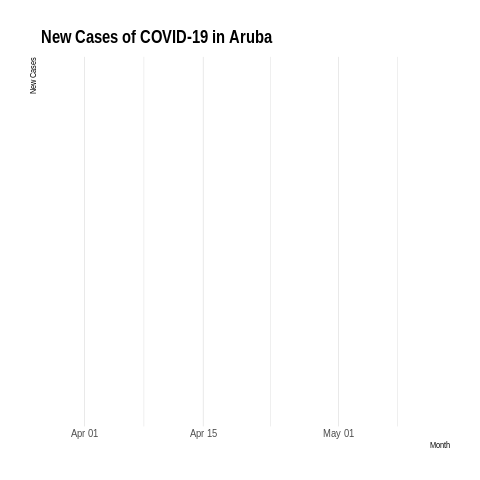 New Cases of COVID-19 in Aruba
New Cases
Apr 01
Apr 15
May 01
Month